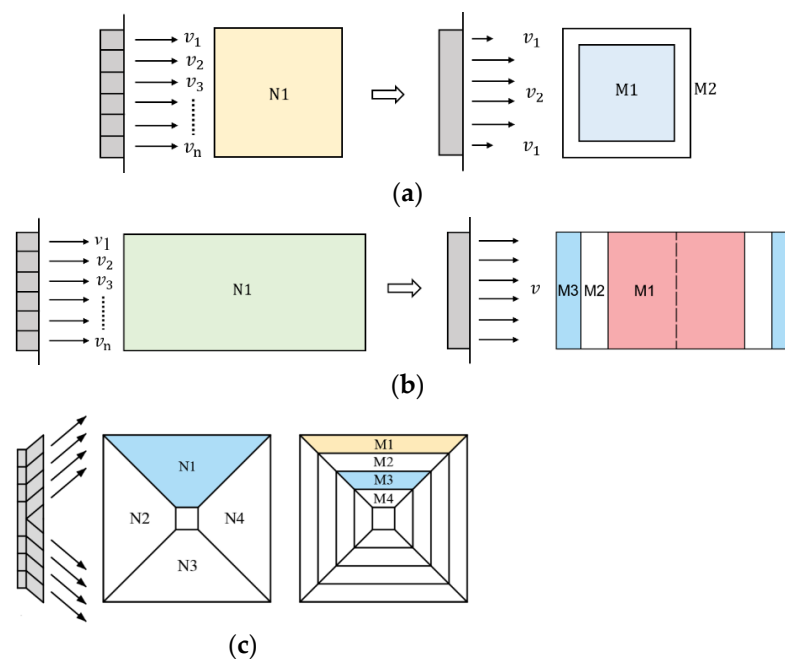 v₁ v₂ v₃ vₙ N1 v₁ v₂ v₁ M1 M2
(a)
v₁ v₂ v₃ vₙ N1 v M3 M2 M1
(b)
N1 N2 N4 N3 M1 M2 M3 M4
(c)